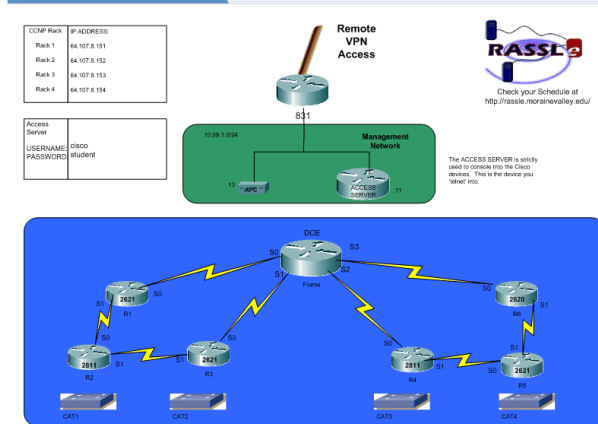 CCNP Rack IP ADDRESS:
Rack 1 64.107.8.151
Rack 2 64.107.8.152
Rack 3 64.107.8.153
Rack 4 64.107.8.154
Access
Server
USERNAME: cisco
PASSWORD: student
Remote
VPN
Access
831
RASSLe
Check your Schedule at
http://rassle.morainevalley.edu/
10.99.1.0/24
Management
Network
.13
APC
ACCESS
SERVER
.11
The ACCESS SERVER is strictly
used to console into the Cisco
devices. This is the device you
'telnet' into.
DCE
S0
S3
S1
S2
Frame
2621
S1
S0
R1
2620
S0
S1
R6
S0
2811
S1
R2
S0
S1
2621
R3
2811
S1
R4
S1
S0
2621
R5
CAT1
CAT2
CAT3
CAT4